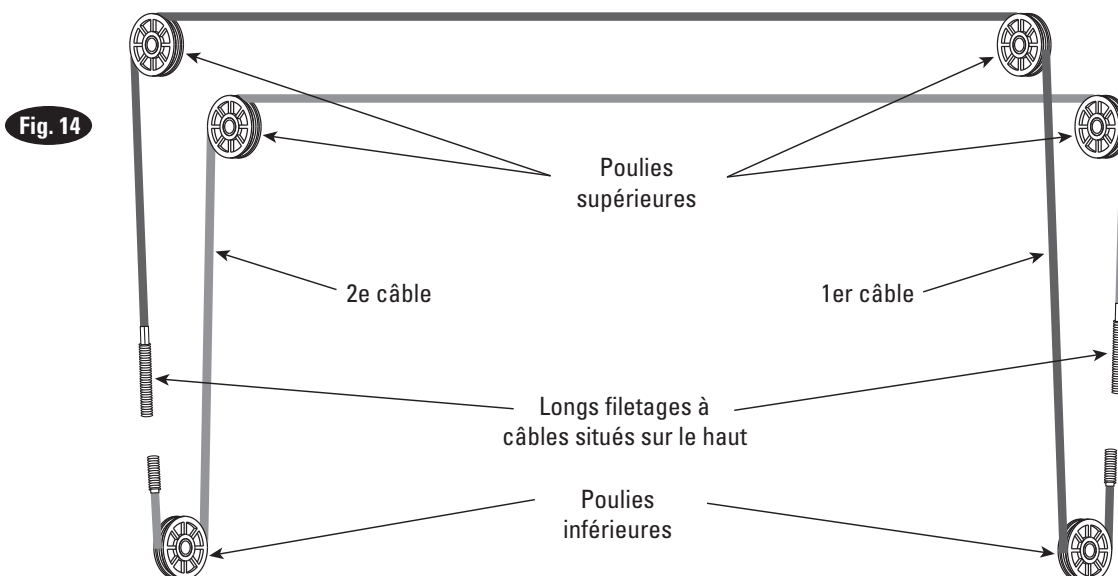 Fig. 14
Poulies
supérieures
2e câble
1er câble
Longs filetages à
câbles situés sur le haut
Poulies
inférieures